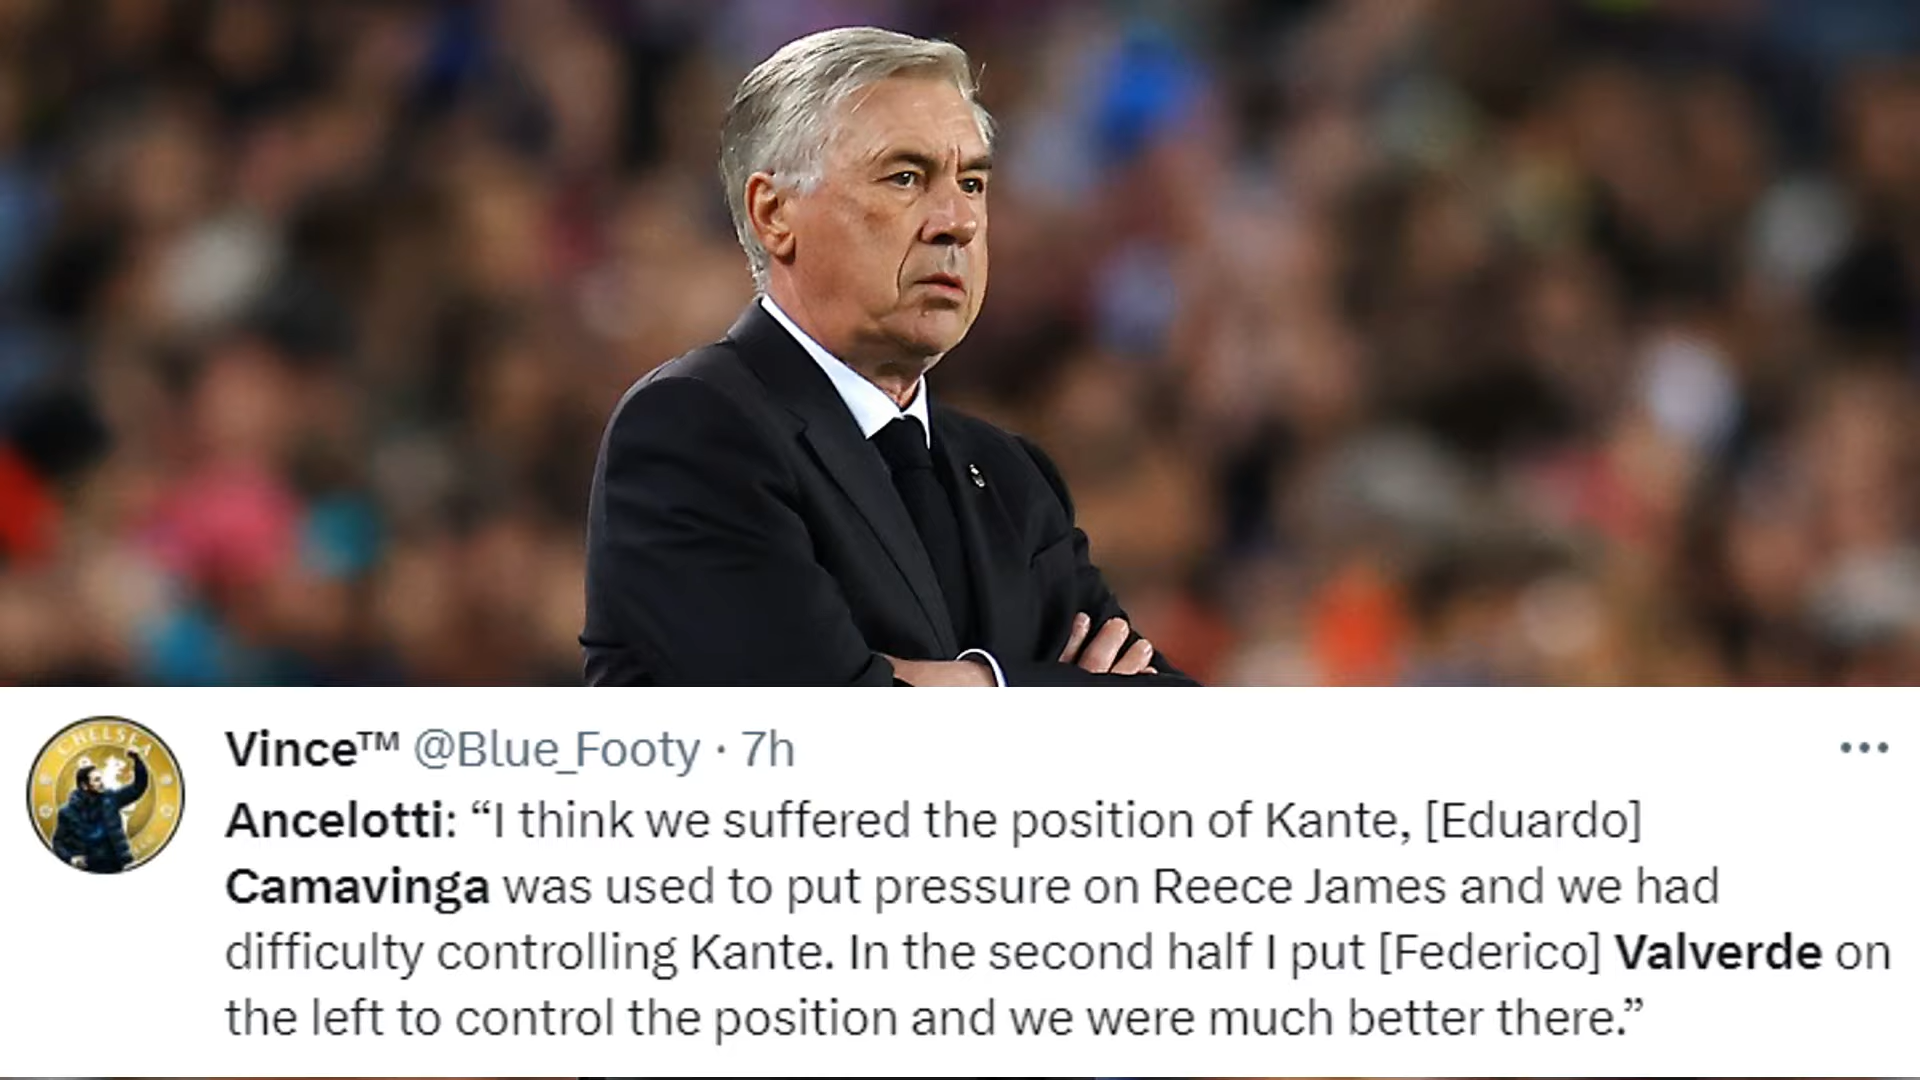 CHELSEA
Vince™ @Blue_Footy · 7h
Ancelotti: “I think we suffered the position of Kante, [Eduardo]
Camavinga was used to put pressure on Reece James and we had
difficulty controlling Kante. In the second half I put [Federico] Valverde on
the left to control the position and we were much better there.”